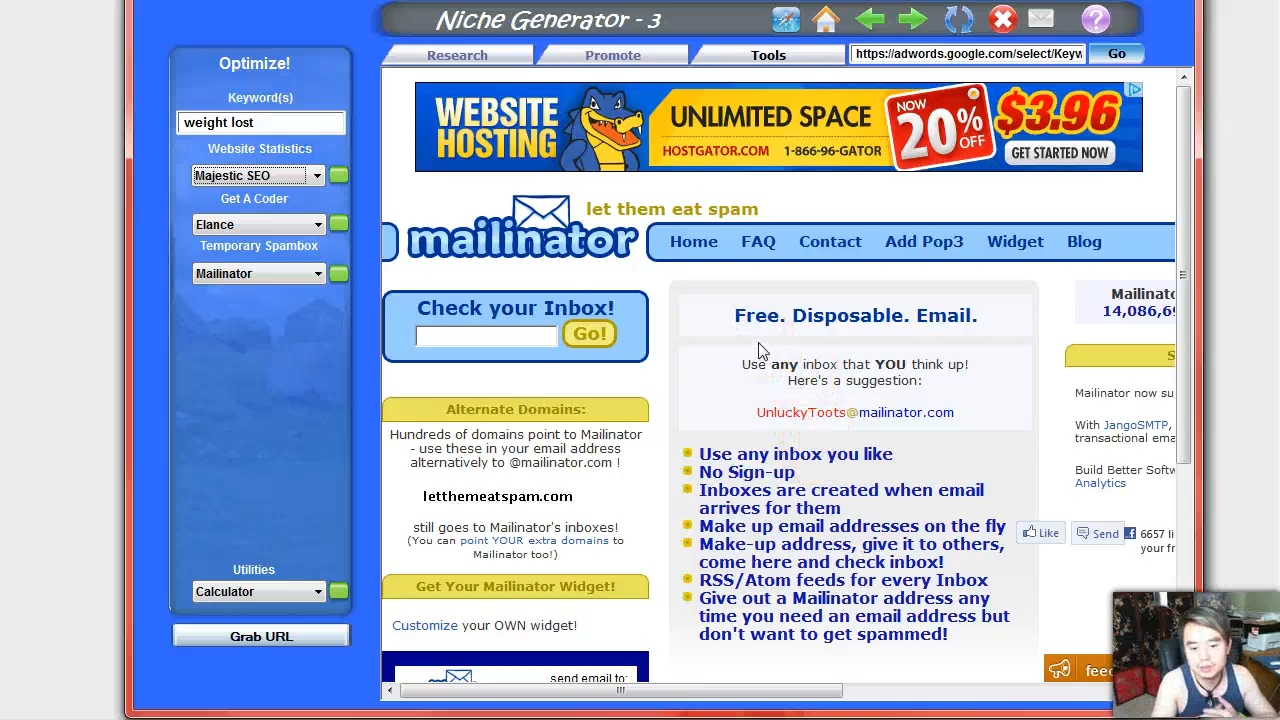 Niche Generator - 3
Research
Promote
Tools
https://adwords.google.com/select/Keyw
Go
Optimize!
Keyword(s)
weight lost
Website Statistics
Majestic SEO
Get A Coder
Elance
Temporary Spambox
Mailinator
Utilities
Calculator
Grab URL
WEBSITE
HOSTING
UNLIMITED SPACE
HOSTGATOR.COM 1-866-96-GATOR
NOW
20%
OFF
$3.96
GET STARTED NOW
mailinator
let them eat spam
Home FAQ Contact Add Pop3 Widget Blog
Check your Inbox!
Go!
Alternate Domains:
Hundreds of domains point to Mailinator
- use these in your email address
alternatively to @mailinator.com !
letthemeatspam.com
still goes to Mailinator's inboxes!
(You can point YOUR extra domains to
Mailinator too!)
Get Your Mailinator Widget!
Customize your OWN widget!
send email to:
Free. Disposable. Email.
Use any inbox that YOU think up!
Here's a suggestion:
UnluckyToots@mailinator.com
Use any inbox you like
No Sign-up
Inboxes are created when email
arrives for them
Make up email addresses on the fly
Make-up address, give it to others,
come here and check inbox!
RSS/Atom feeds for every Inbox
Give out a Mailinator address any
time you need an email address but
don't want to get spammed!
Mailinato
14,086,69
S
Mailinator now su
With JangoSMTP,
transactional ema
Build Better Softw
Analytics
Like
Send
6657 li
your fr
feed